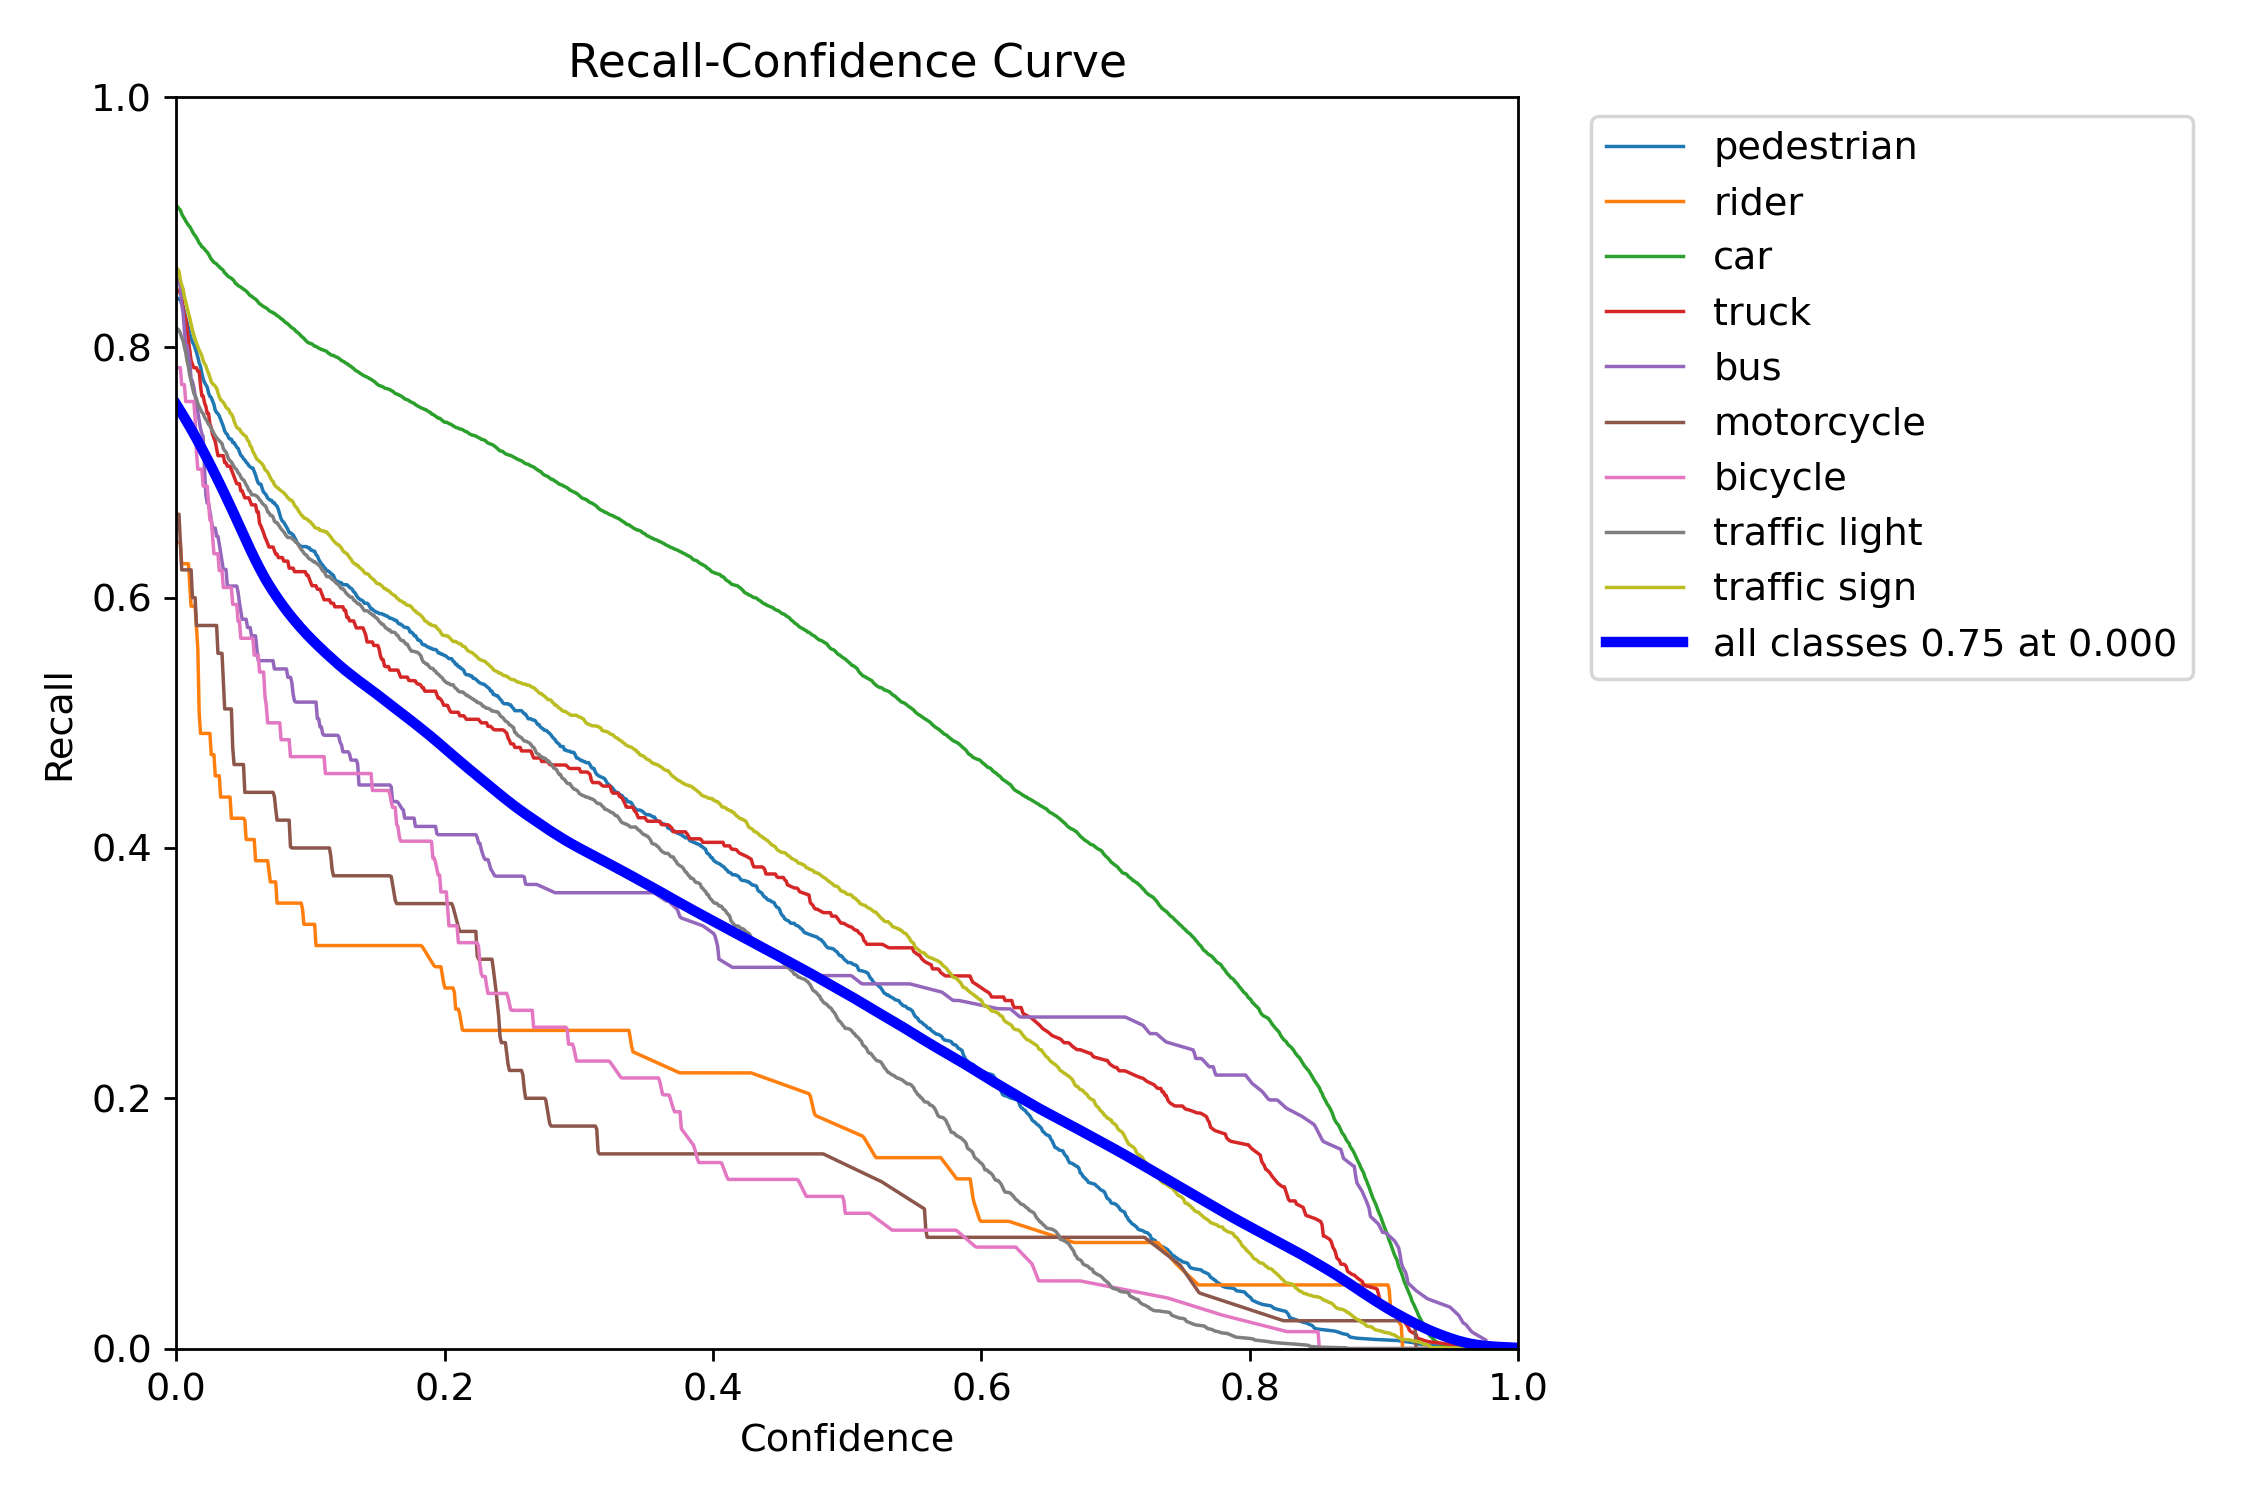 Recall-Confidence Curve
1.0
0.8
0.6
0.4
0.2
0.0
Recall
0.0 0.2 0.4 0.6 0.8 1.0
Confidence
pedestrian
rider
car
truck
bus
motorcycle
bicycle
traffic light
traffic sign
all classes 0.75 at 0.000